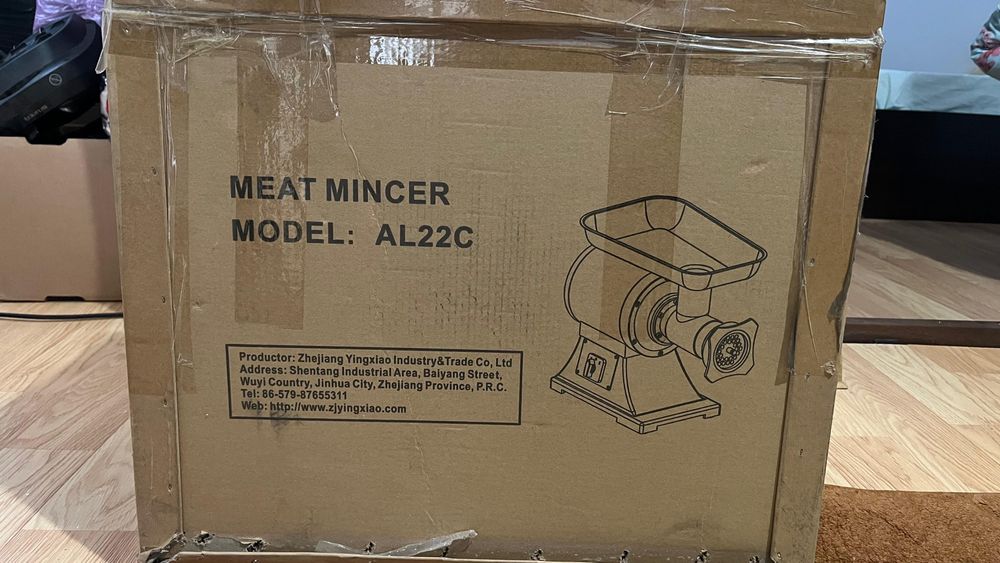 MEAT MINCER
MODEL: AL22C
Productor: Zhejiang Yingxiao Industry&Trade Co, Ltd
Address: Shentang Industrial Area, Baiyang Street,
Wuyi Country, Jinhua City, Zhejiang Province, P.R.C.
Tel: 86-579-87655311
Web: http://www.zjyingxiao.com